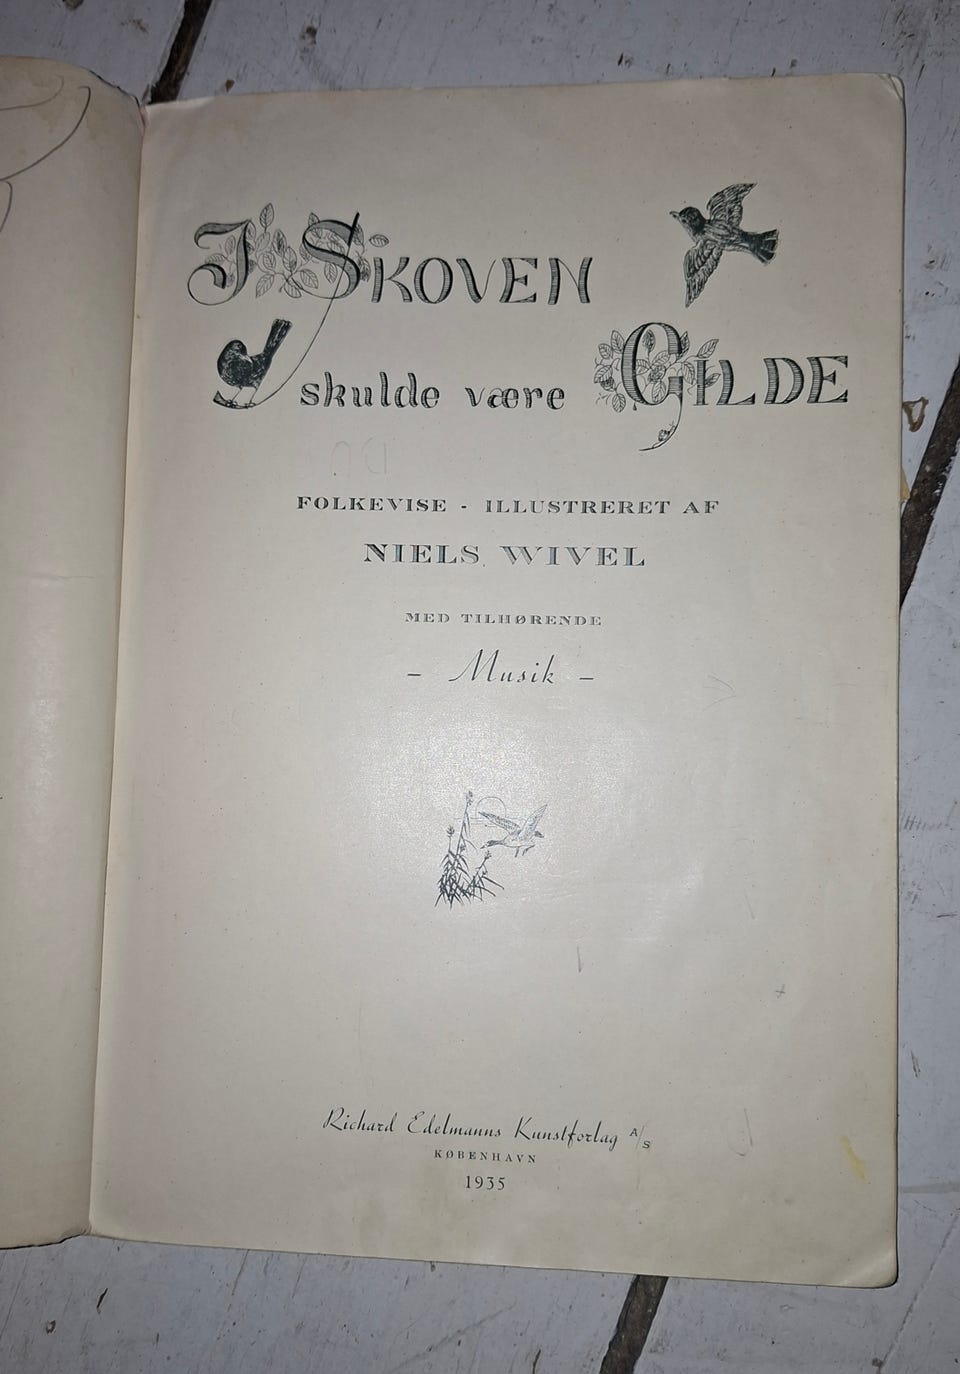 I SKOVEN
skulde være GILDE
FOLKEVISE - ILLUSTRERET AF
NIELS WIVEL
MED TILHØRENDE
- Musik -
Richard Edelmanns Kunstforlag A/S
KØBENHAVN
1935